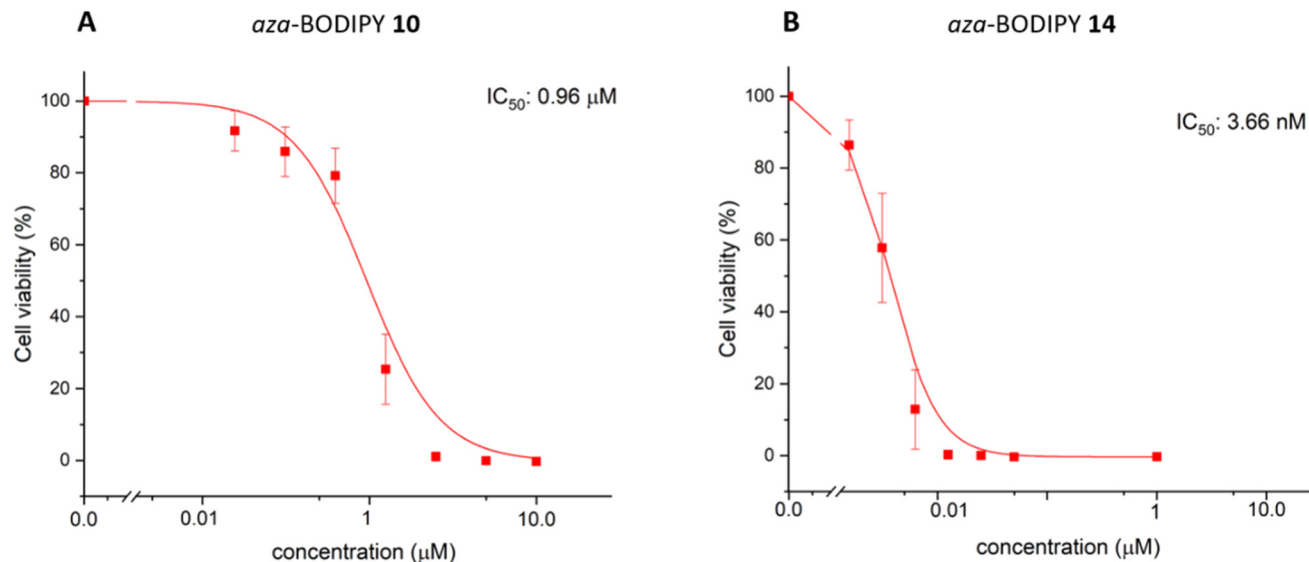 A
aza-BODIPY 10
IC50: 0.96 μM
Cell viability (%)
100
80
60
40
20
0
0.0
0.01
1
10.0
concentration (μM)
B
aza-BODIPY 14
IC50: 3.66 nM
Cell viability (%)
100
80
60
40
20
0
0.0
0.01
1
10.0
concentration (μM)